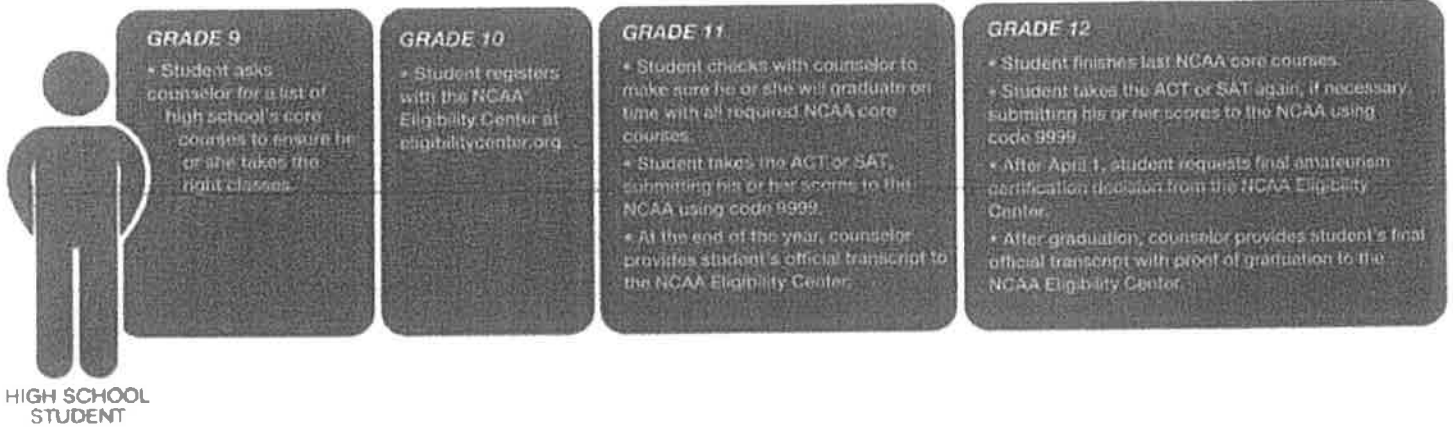 GRADE 9
• Student asks
counselor for a list of
high school's core
courses to ensure he
or she takes the
right classes.
GRADE 10
• Student registers
with the NCAA
Eligibility Center at
eligibilitycenter.org
GRADE 11
• Student checks with counselor to
make sure he or she will graduate on
time with all required NCAA core
courses.
• Student takes the ACT or SAT,
submitting his or her scores to the
NCAA using code 9999.
• At the end of the year, counselor
provides student's official transcript to
the NCAA Eligibility Center.
GRADE 12
• Student finishes last NCAA core courses.
• Student takes the ACT or SAT again, if necessary,
submitting his or her scores to the NCAA using
code 9999.
• After April 1, student requests final amateurism
certification decision from the NCAA Eligibility
Center.
• After graduation, counselor provides student's final
official transcript with proof of graduation to the
NCAA Eligibility Center.
HIGH SCHOOL
STUDENT